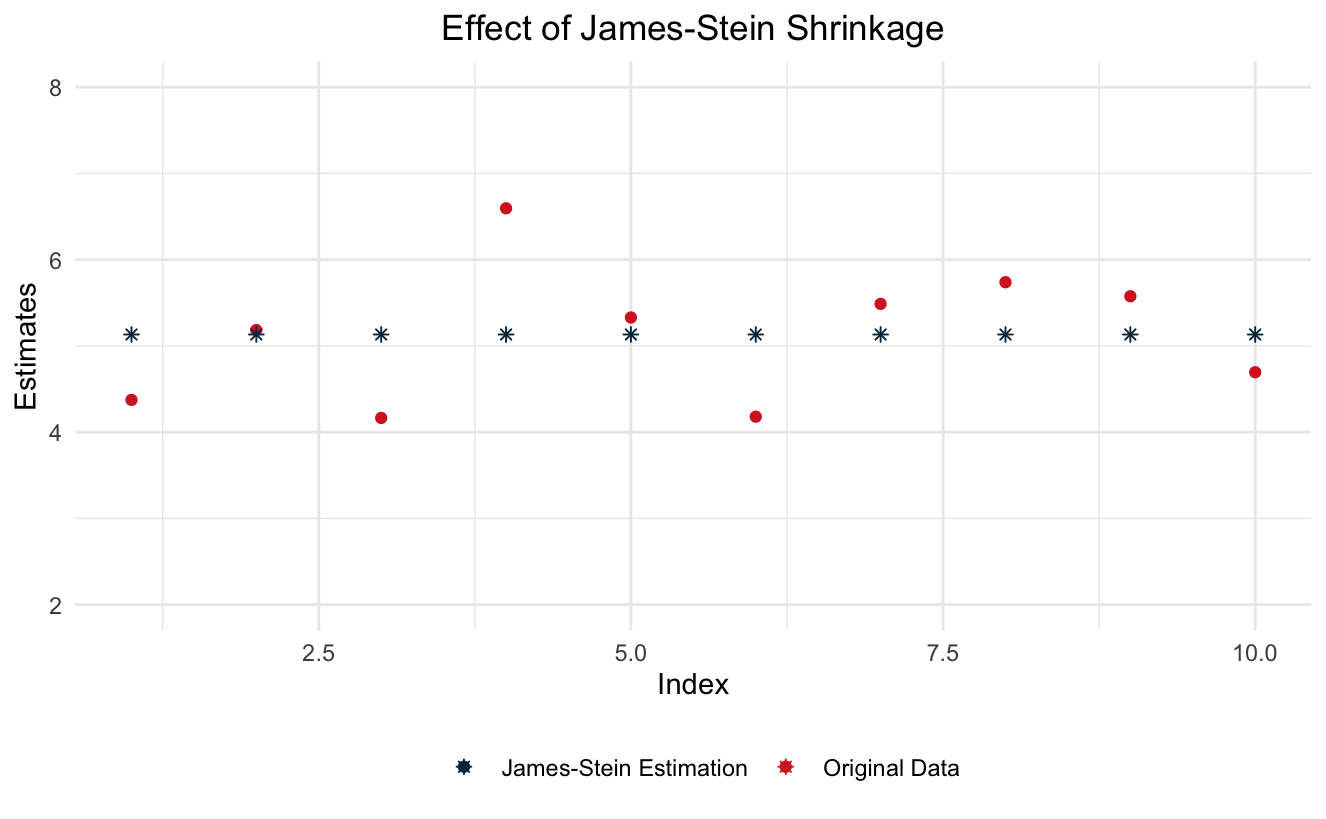 Effect of James-Stein Shrinkage
8
6
4
2
Estimates
2.5 5.0 7.5 10.0
Index
James-Stein Estimation Original Data